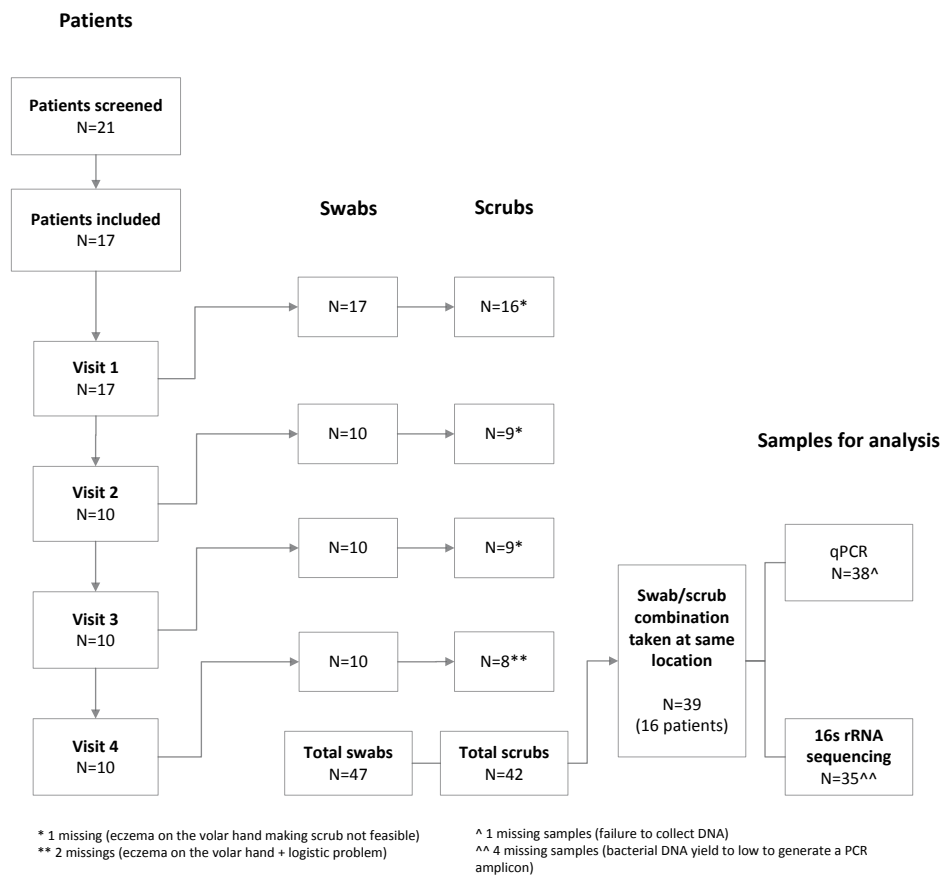 Patients
Patients screened
N=21
Patients included
N=17
Swabs
Scrubs
N=17
N=16*
Visit 1
N=17
N=10
N=9*
Samples for analysis
Visit 2
N=10
N=10
N=9*
qPCR
N=38^
Visit 3
N=10
Swab/scrub
combination
taken at same
location
N=39
(16 patients)
N=10
N=8**
Visit 4
N=10
Total swabs
N=47
Total scrubs
N=42
16s rRNA
sequencing
N=35^^
* 1 missing (eczema on the volar hand making scrub not feasible)
** 2 missings (eczema on the volar hand + logistic problem)
^ 1 missing samples (failure to collect DNA)
^^ 4 missing samples (bacterial DNA yield to low to generate a PCR
amplicon)